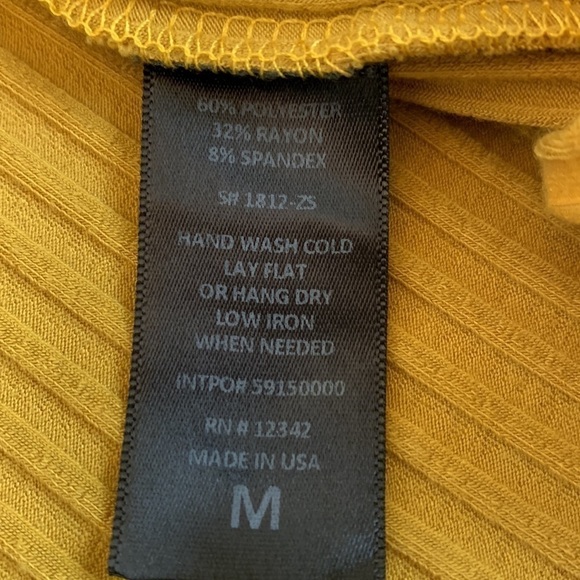 60% POLYESTER
32% RAYON
8% SPANDEX
S# 1812-ZS
HAND WASH COLD
LAY FLAT
OR HANG DRY
LOW IRON
WHEN NEEDED
INTPO# 59150000
RN # 12342
MADE IN USA
M